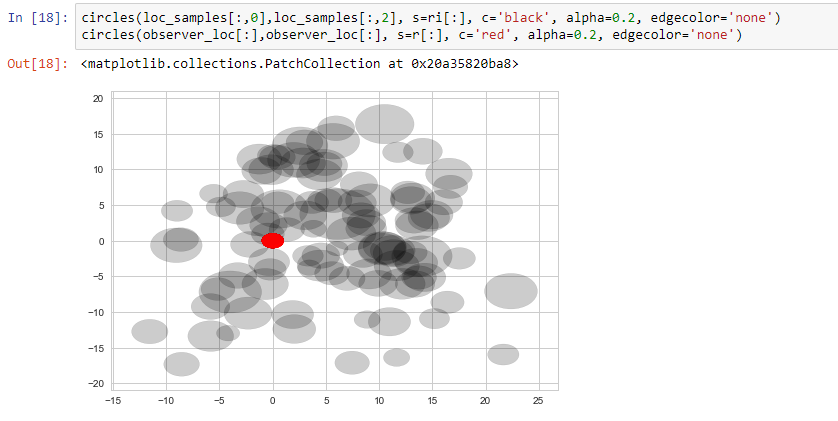 In [18]: circles(loc_samples[:,0],loc_samples[:,2], s=ri[:], c='black', alpha=0.2, edgecolor='none')
circles(observer_loc[:],observer_loc[:], s=r[:], c='red', alpha=0.2, edgecolor='none')
Out[18]: <matplotlib.collections.PatchCollection at 0x20a35820ba8>
20
15
10
5
0
−5
−10
−15
−20
−15 −10 −5 0 5 10 15 20 25